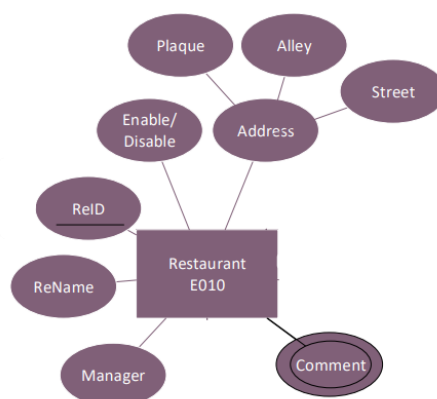 Plaque
Alley
Street
Enable/
Disable
Address
ReID
Restaurant
E010
ReName
Manager
Comment